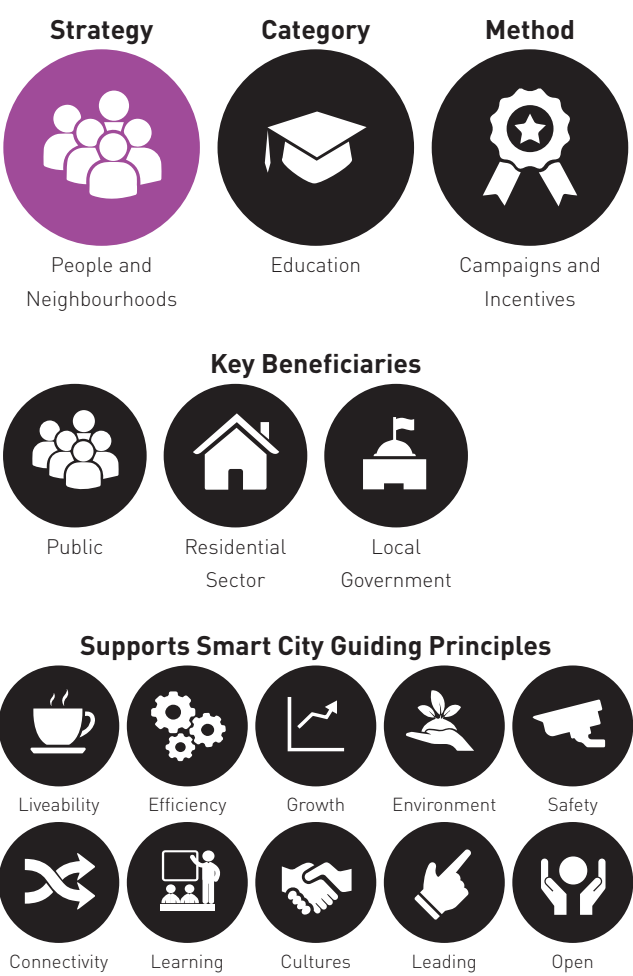 Strategy Category Method
People and Education Campaigns and
Neighbourhoods Incentives
Key Beneficiaries
Public Residential Local
Sector Government
Supports Smart City Guiding Principles
Liveability Efficiency Growth Environment Safety
Connectivity Learning Cultures Leading Open